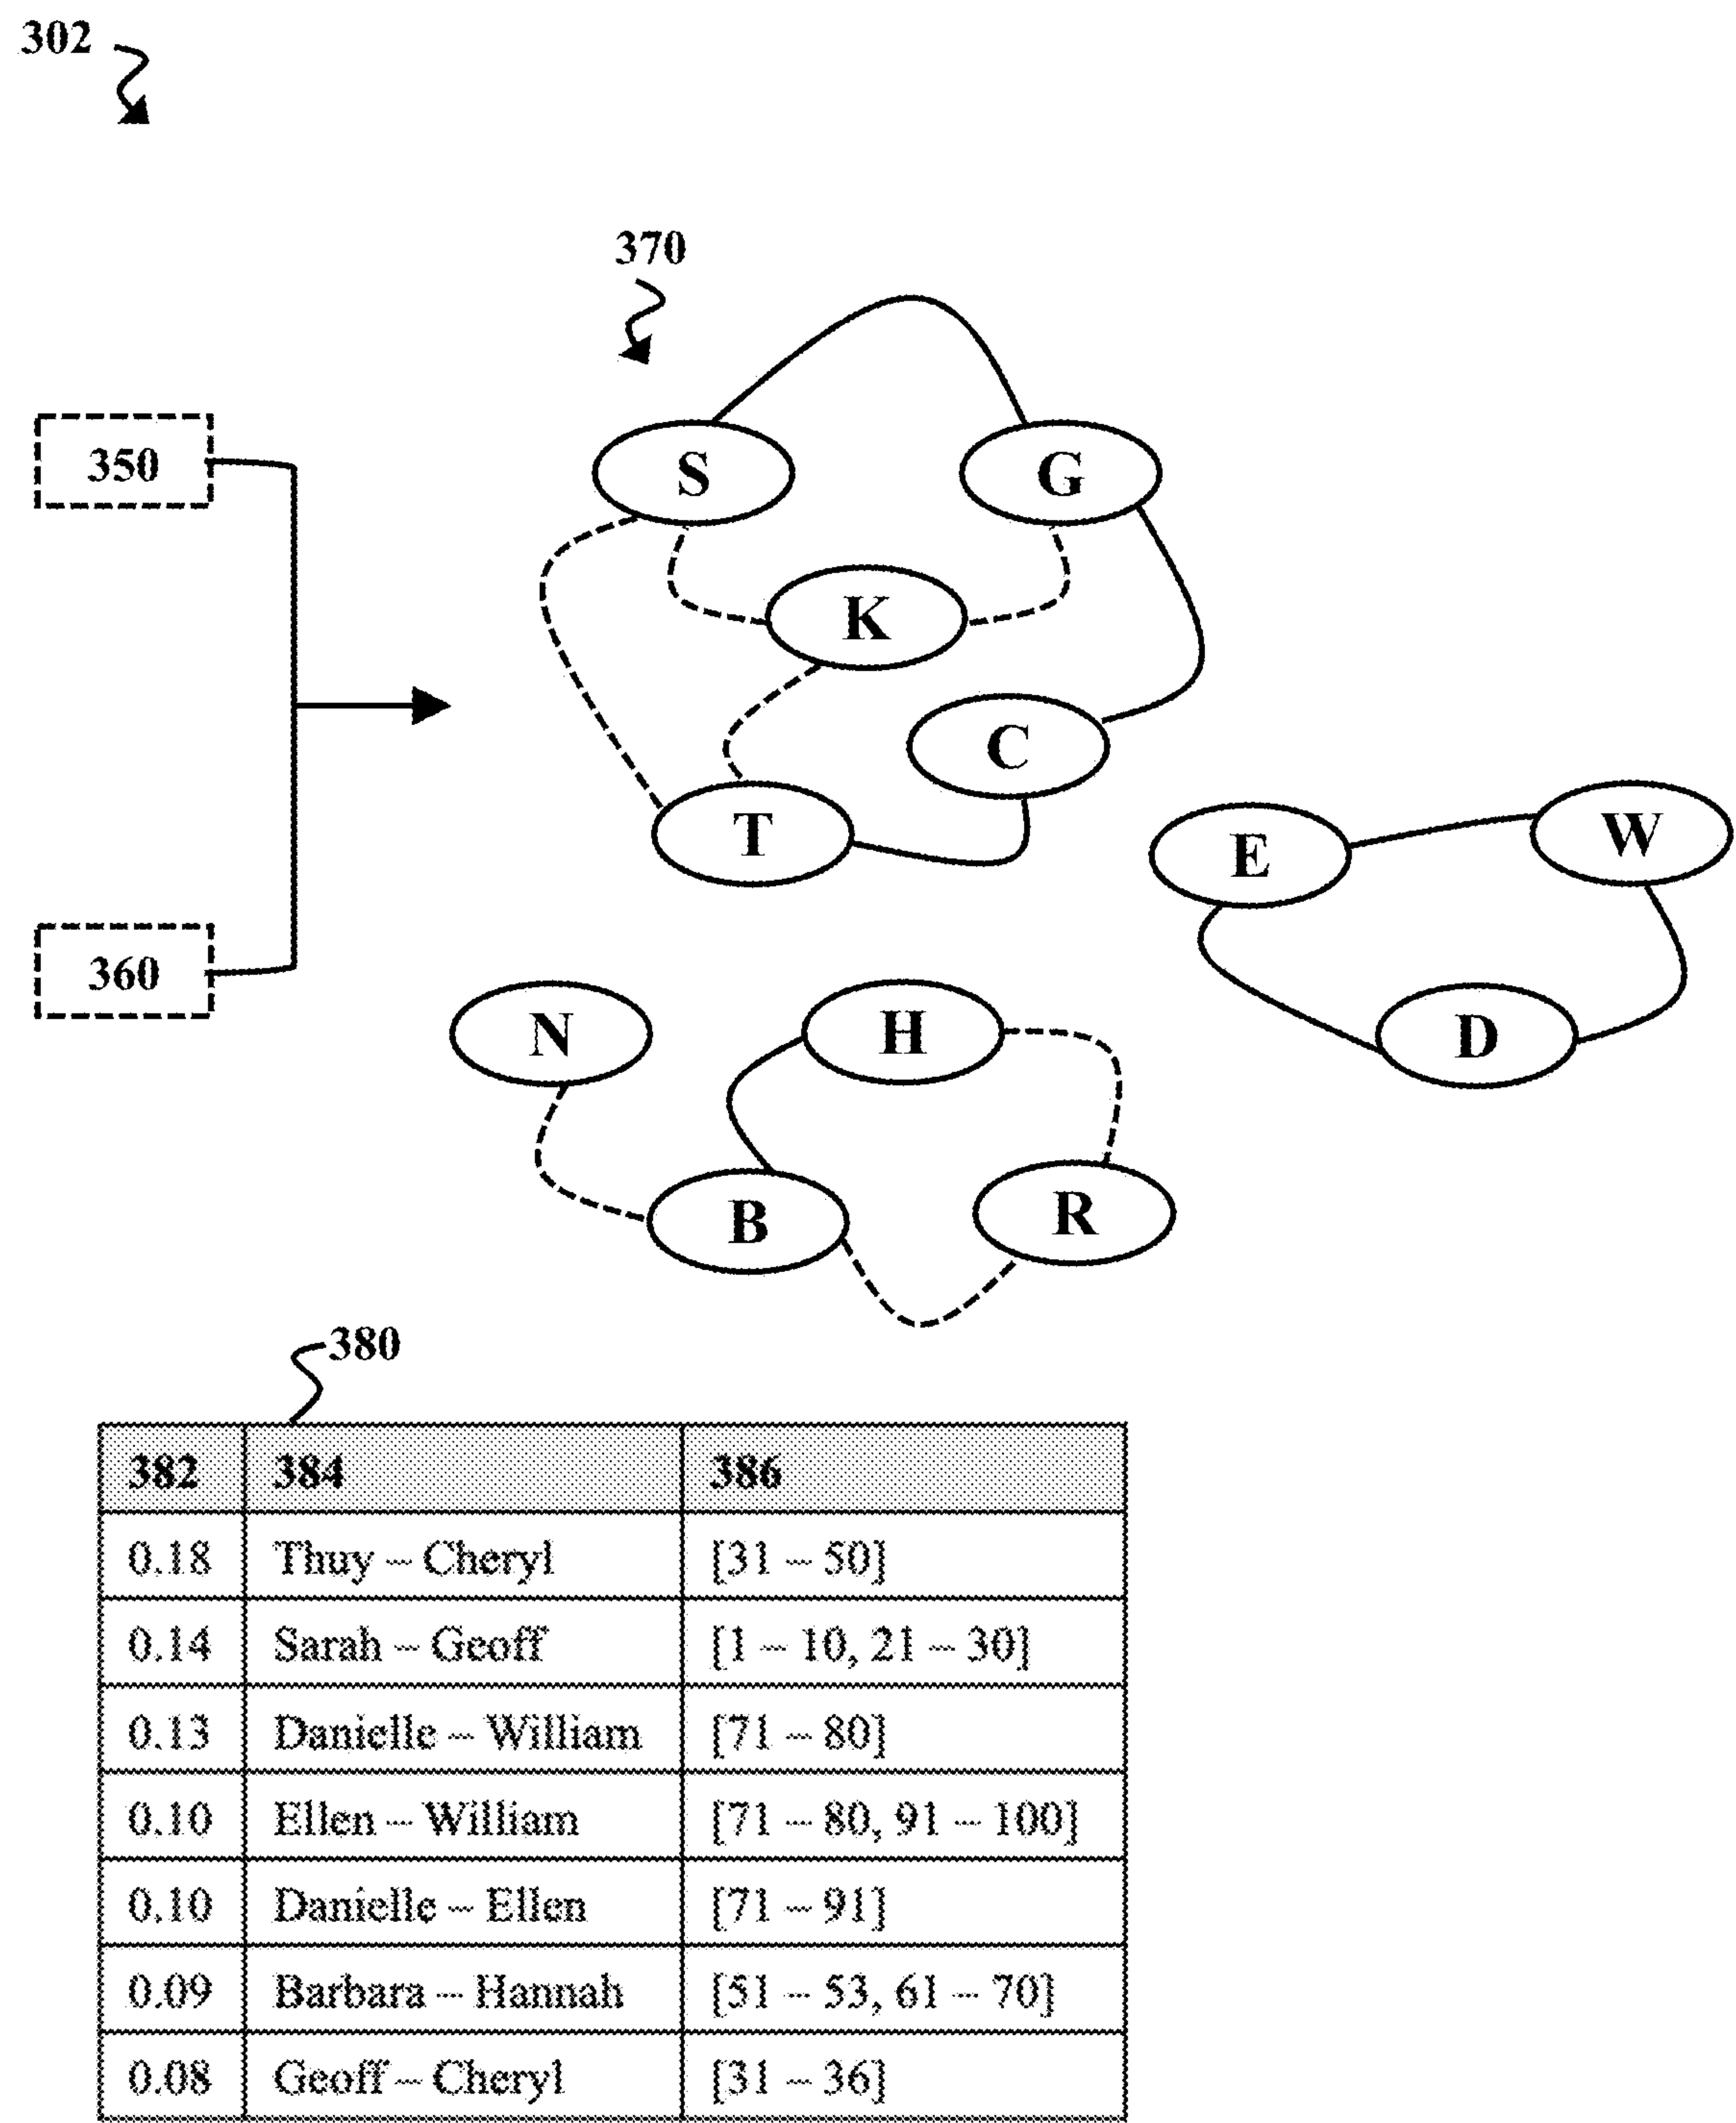 302
370
S G
350
K
C
T
E W
360
N H D
B R
380
382 384 386
0.18 Thuy – Cheryl [31 – 50]
0.14 Sarah – Geoff [1 – 10, 21 – 30]
0.13 Danielle – William [71 – 80]
0.10 Ellen – William [71 – 80, 91 – 100]
0.10 Danielle – Ellen [71 – 91]
0.09 Barbara – Hannah [51 – 53, 61 – 70]
0.08 Geoff – Cheryl [31 – 36]